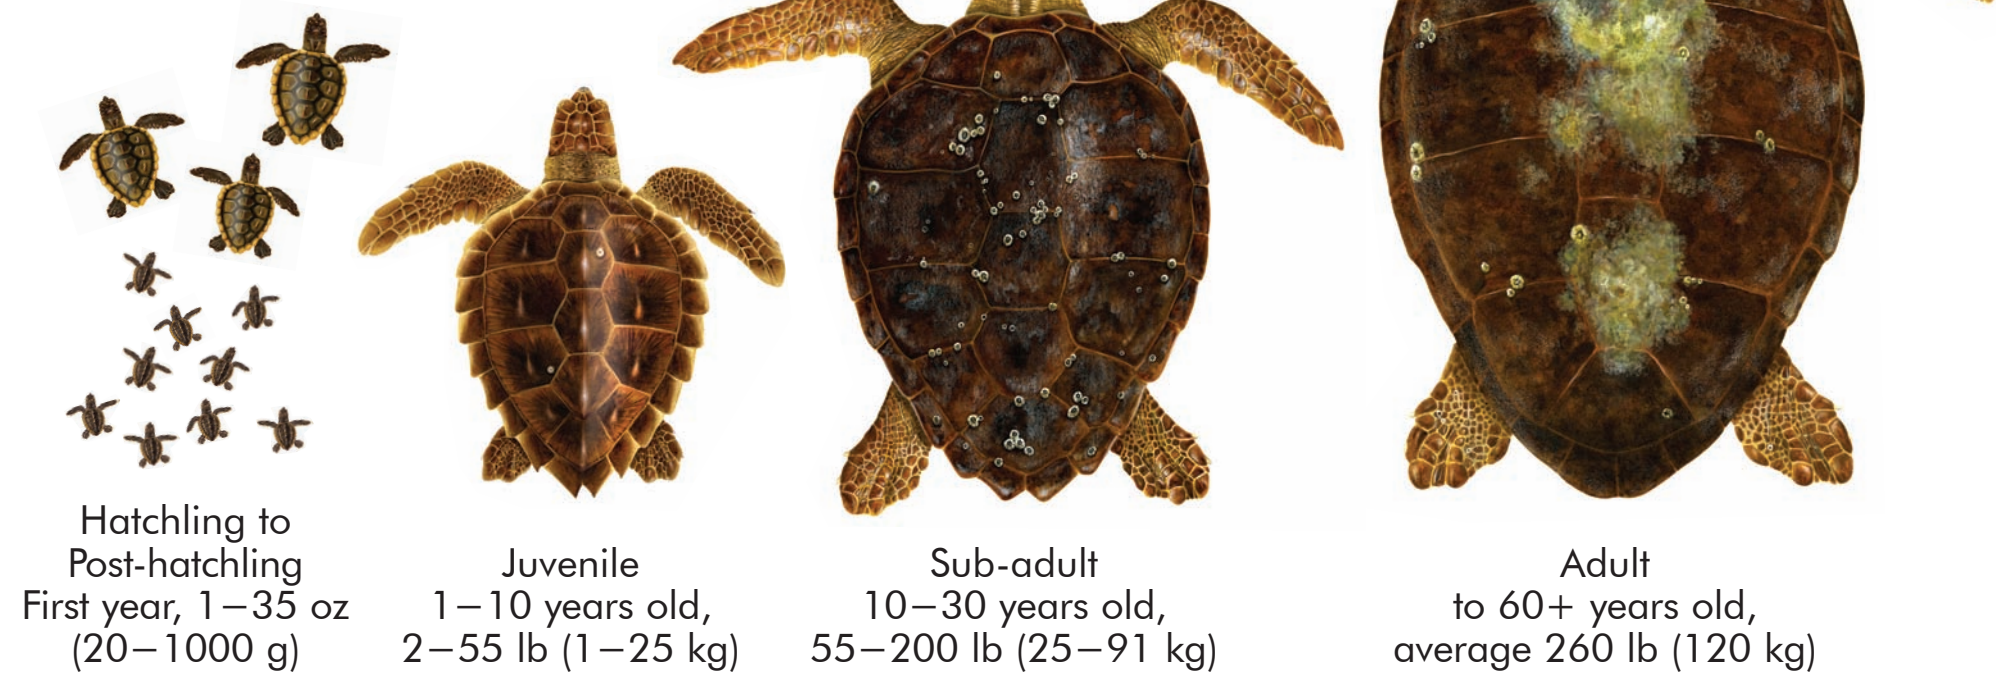 Hatchling to
Post-hatchling
First year, 1–35 oz
(20–1000 g)
Juvenile
1–10 years old,
2–55 lb (1–25 kg)
Sub-adult
10–30 years old,
55–200 lb (25–91 kg)
Adult
to 60+ years old,
average 260 lb (120 kg)